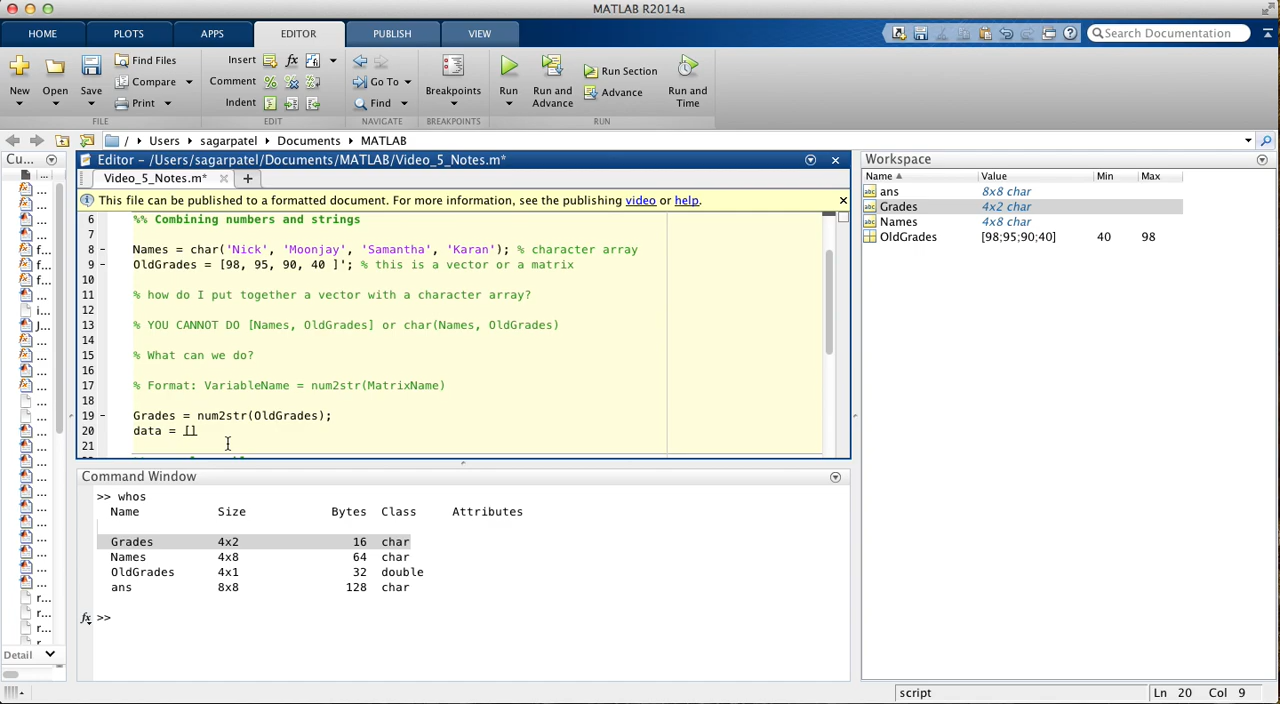 MATLAB R2014a
HOME PLOTS APPS EDITOR PUBLISH VIEW Search Documentation
New Open Save Find Files Compare Print FILE
Insert fx Comment % Indent EDIT
Go To Find NAVIGATE
Breakpoints BREAKPOINTS
Run Run and Advance Run Section Advance Run and Time RUN
/ Users sagarpatel Documents MATLAB
Cu...
Editor - /Users/sagarpatel/Documents/MATLAB/Video_5_Notes.m*
Video_5_Notes.m* × +
This file can be published to a formatted document. For more information, see the publishing video or help.
6 %% Combining numbers and strings
7
8 - Names = char('Nick', 'Moonjay', 'Samantha', 'Karan'); % character array
9 - OldGrades = [98, 95, 90, 40 ]'; % this is a vector or a matrix
10
11 % how do I put together a vector with a character array?
12
13 % YOU CANNOT DO [Names, OldGrades] or char(Names, OldGrades)
14
15 % What can we do?
16
17 % Format: VariableName = num2str(MatrixName)
18
19 - Grades = num2str(OldGrades);
20 data = []
21
Command Window
>> whos
Name Size Bytes Class Attributes
Grades 4x2 16 char
Names 4x8 64 char
OldGrades 4x1 32 double
ans 8x8 128 char
fx >>
Workspace
Name Value Min Max
ans 8x8 char
Grades 4x2 char
Names 4x8 char
OldGrades [98;95;90;40] 40 98
Detail
script Ln 20 Col 9